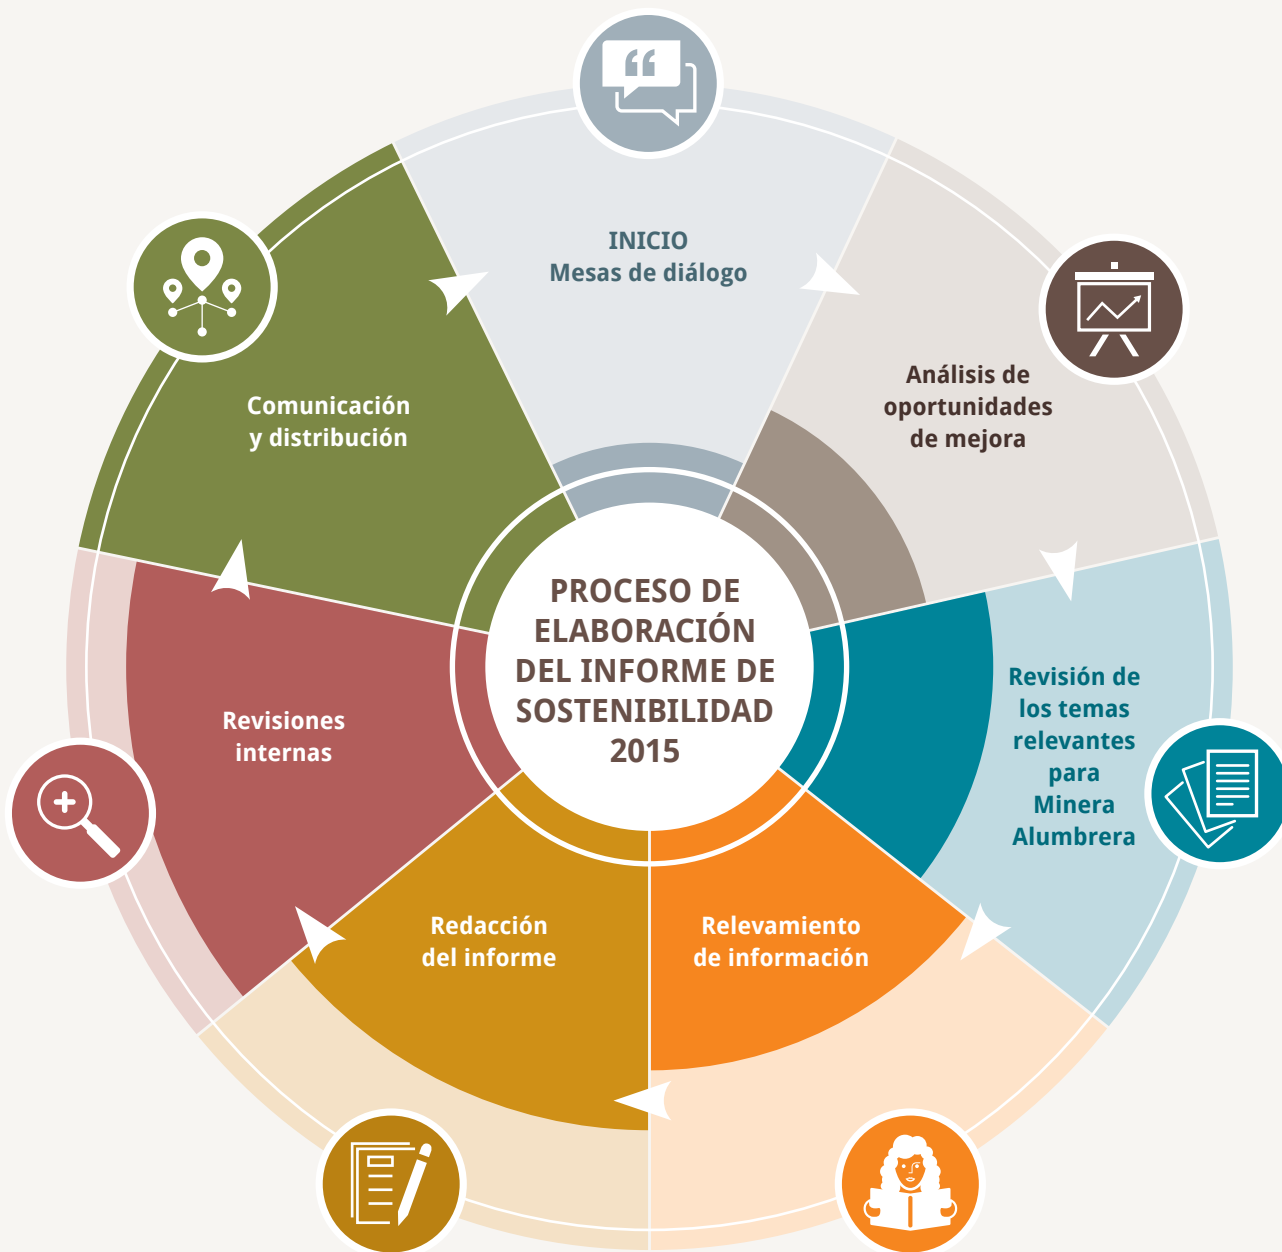 PROCESO DE
ELABORACIÓN
DEL INFORME DE
SOSTENIBILIDAD
2015
INICIO
Mesas de diálogo
Análisis de
oportunidades
de mejora
Revisión de
los temas
relevantes
para
Minera
Alumbrera
Relevamiento
de información
Redacción
del informe
Revisiones
internas
Comunicación
y distribución